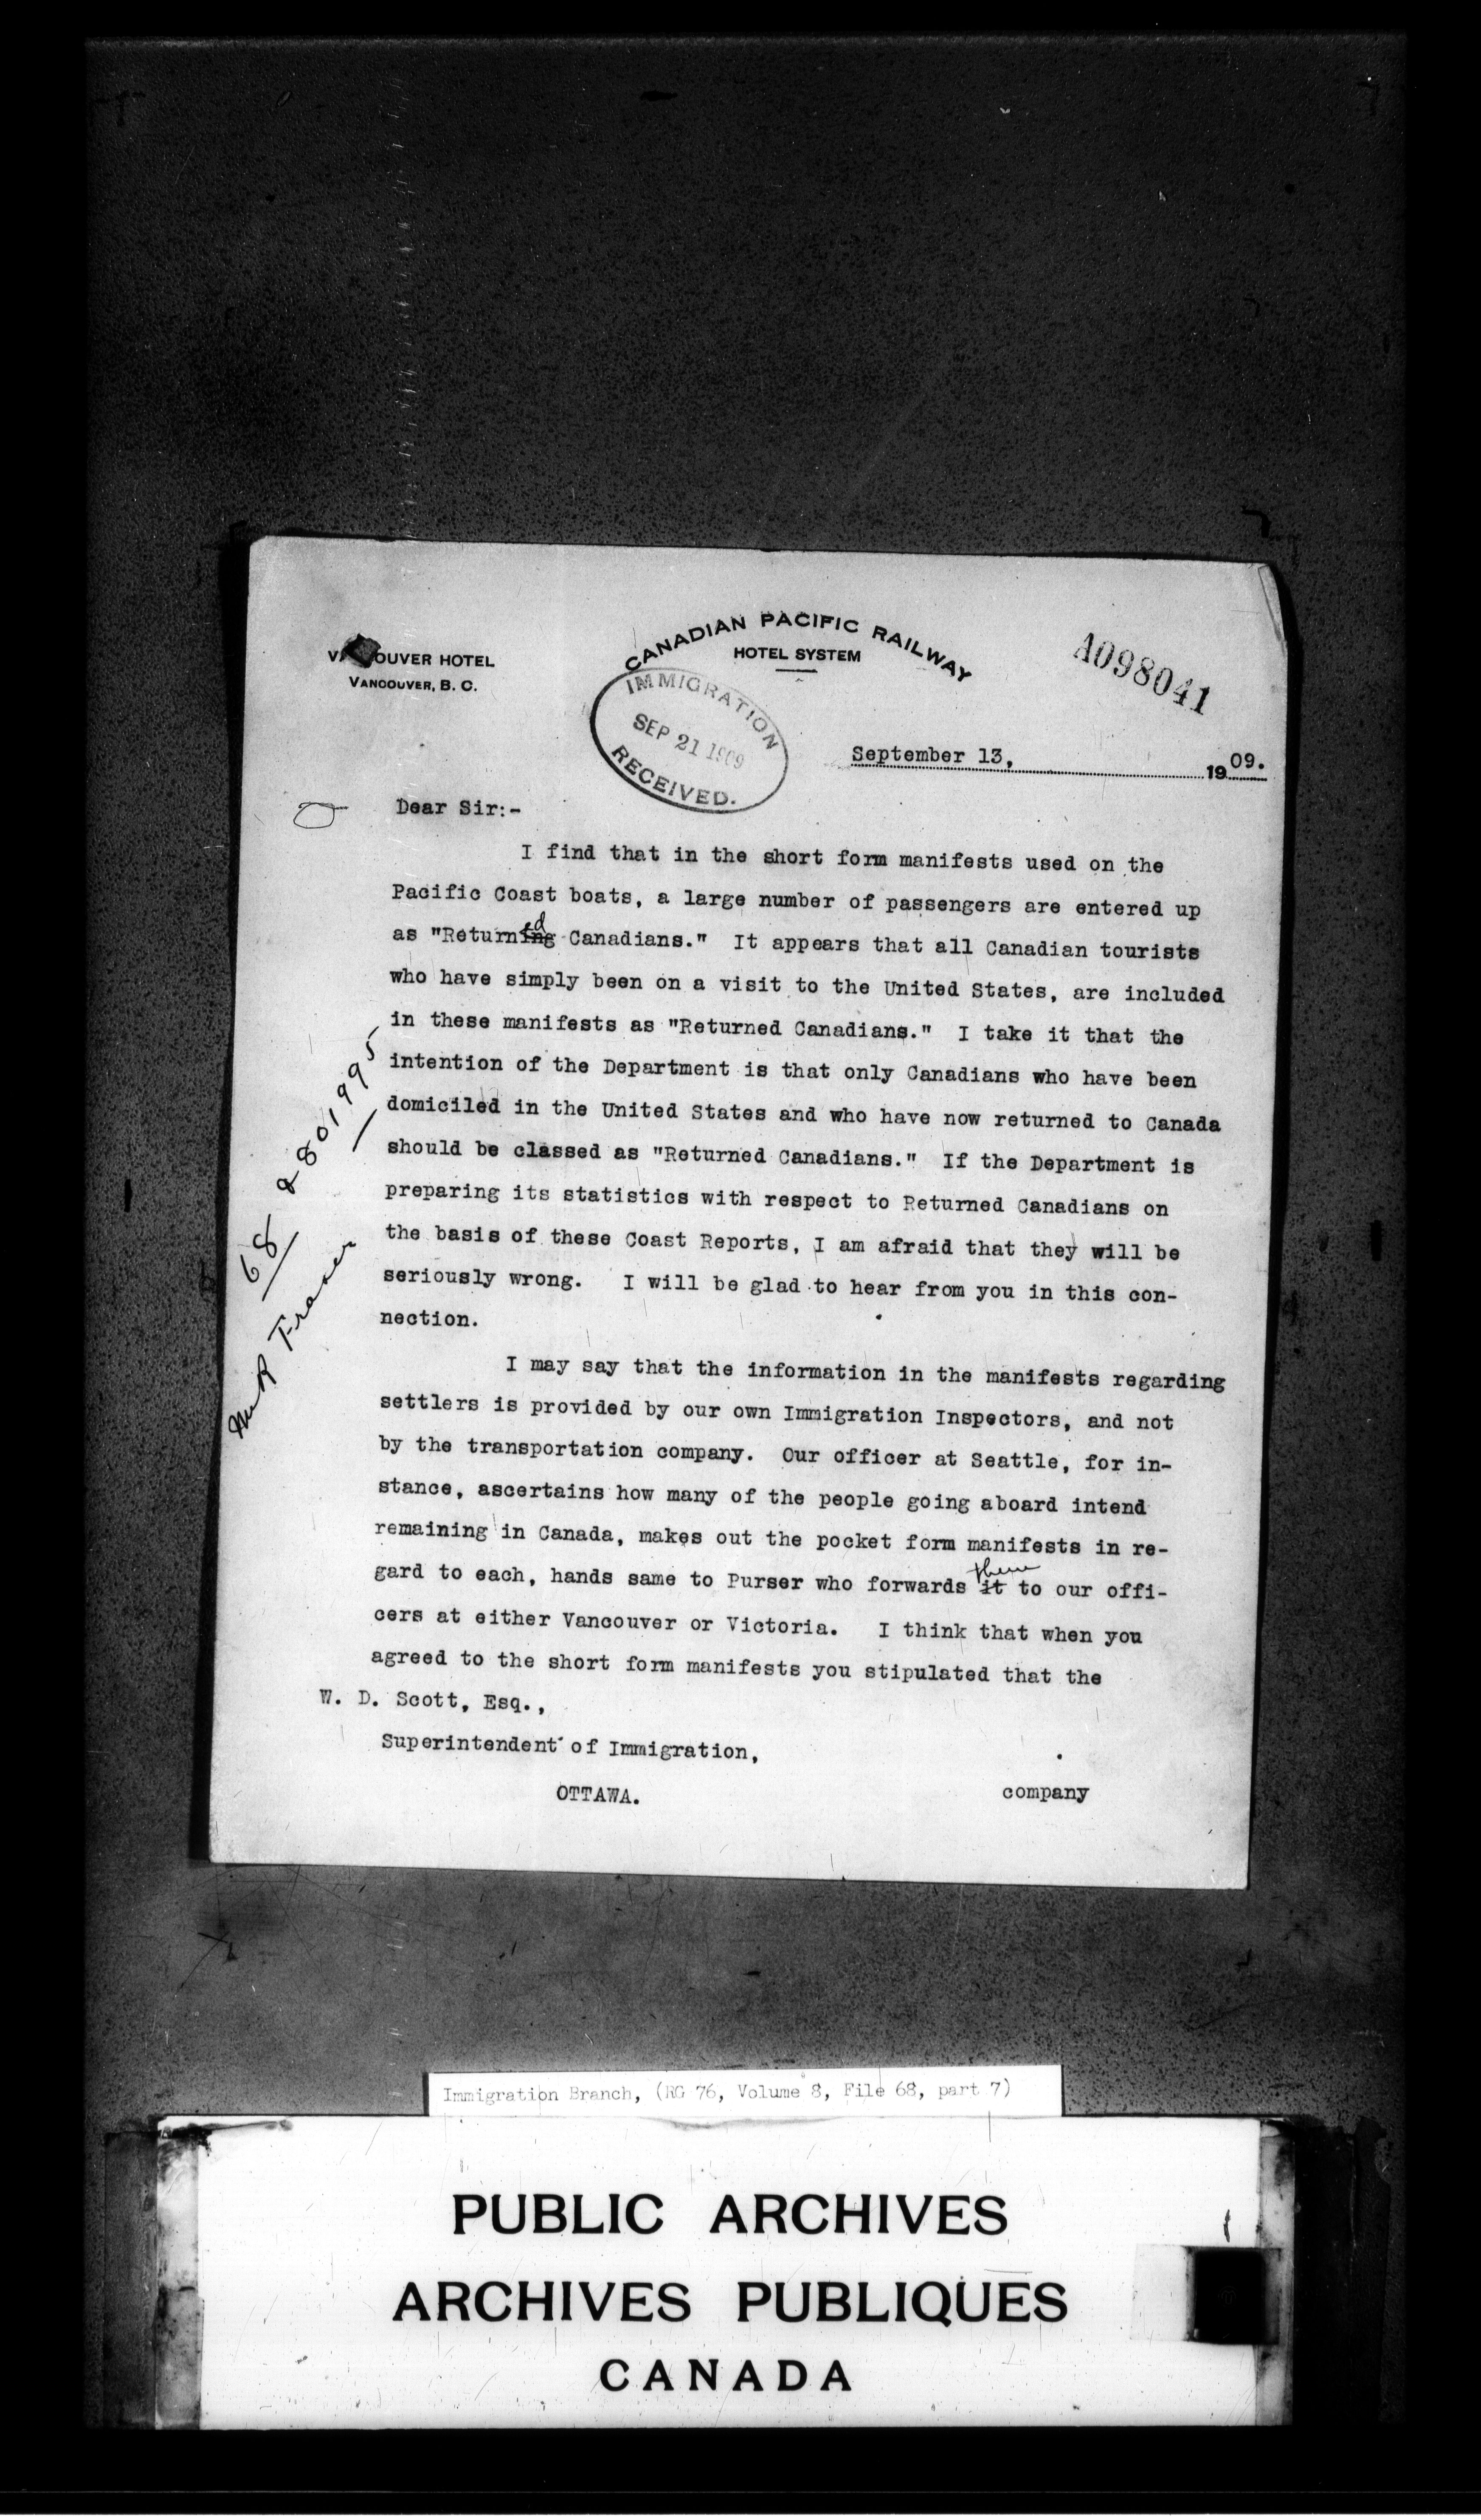 CANADIAN PACIFIC RAILWAY
HOTEL SYSTEM
OUVER HOTEL
VANCOUVER, B. C.
A098041
IMMIGRATION
SEP 21 1909
RECEIVED.
September 13, 1909.
Dear Sir:-
I find that in the short form manifests used on the
Pacific Coast boats, a large number of passengers are entered up
as "Returned Canadians." It appears that all Canadian tourists
who have simply been on a visit to the United States, are included
in these manifests as "Returned Canadians." I take it that the
intention of the Department is that only Canadians who have been
domiciled in the United States and who have now returned to Canada
should be classed as "Returned Canadians." If the Department is
preparing its statistics with respect to Returned Canadians on
the basis of these Coast Reports, I am afraid that they will be
seriously wrong. I will be glad to hear from you in this con-
nection.
I may say that the information in the manifests regarding
settlers is provided by our own Immigration Inspectors, and not
by the transportation company. Our officer at Seattle, for in-
stance, ascertains how many of the people going aboard intend
remaining in Canada, makes out the pocket form manifests in re-
gard to each, hands same to Purser who forwards it them to our offi-
cers at either Vancouver or Victoria. I think that when you
agreed to the short form manifests you stipulated that the
W. D. Scott, Esq.,
Superintendent of Immigration,
OTTAWA.
company
68 & 801995
Mr Fraser
Immigration Branch, (RG 76, Volume 8, File 68, part 7)
PUBLIC ARCHIVES
ARCHIVES PUBLIQUES
CANADA